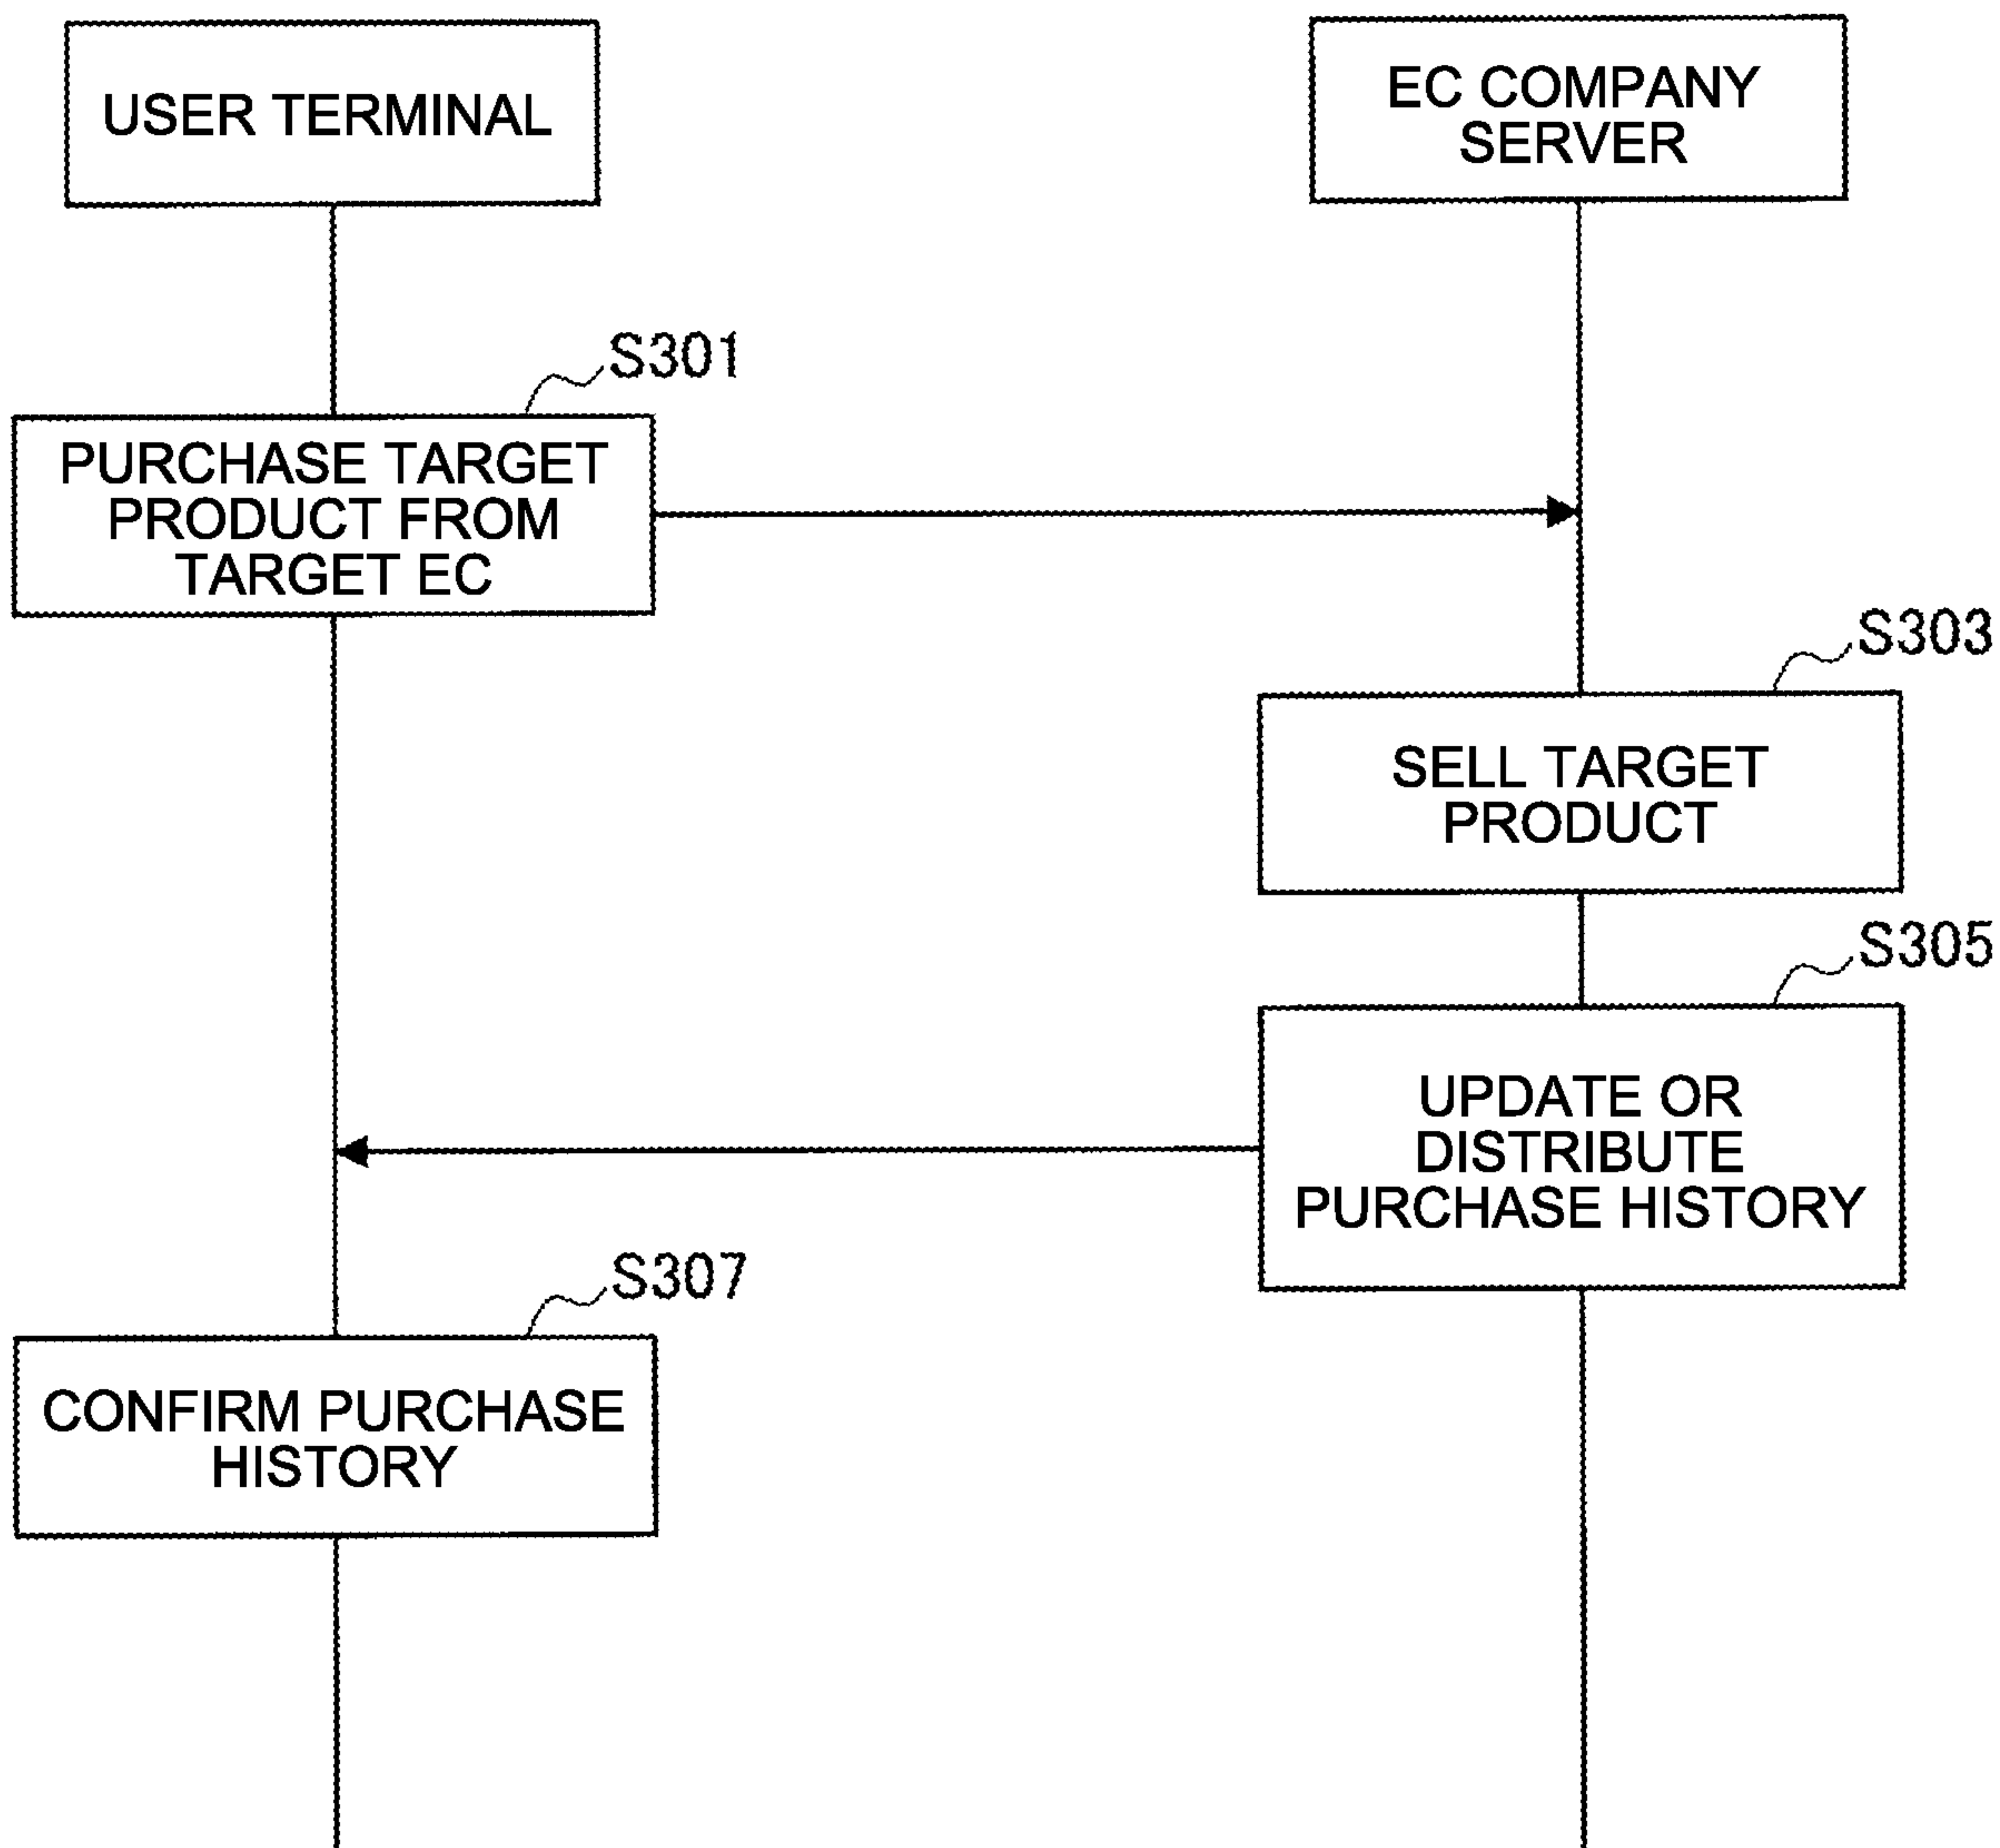 USER TERMINAL
EC COMPANY
SERVER
S301
PURCHASE TARGET
PRODUCT FROM
TARGET EC
S303
SELL TARGET
PRODUCT
S305
UPDATE OR
DISTRIBUTE
PURCHASE HISTORY
S307
CONFIRM PURCHASE
HISTORY